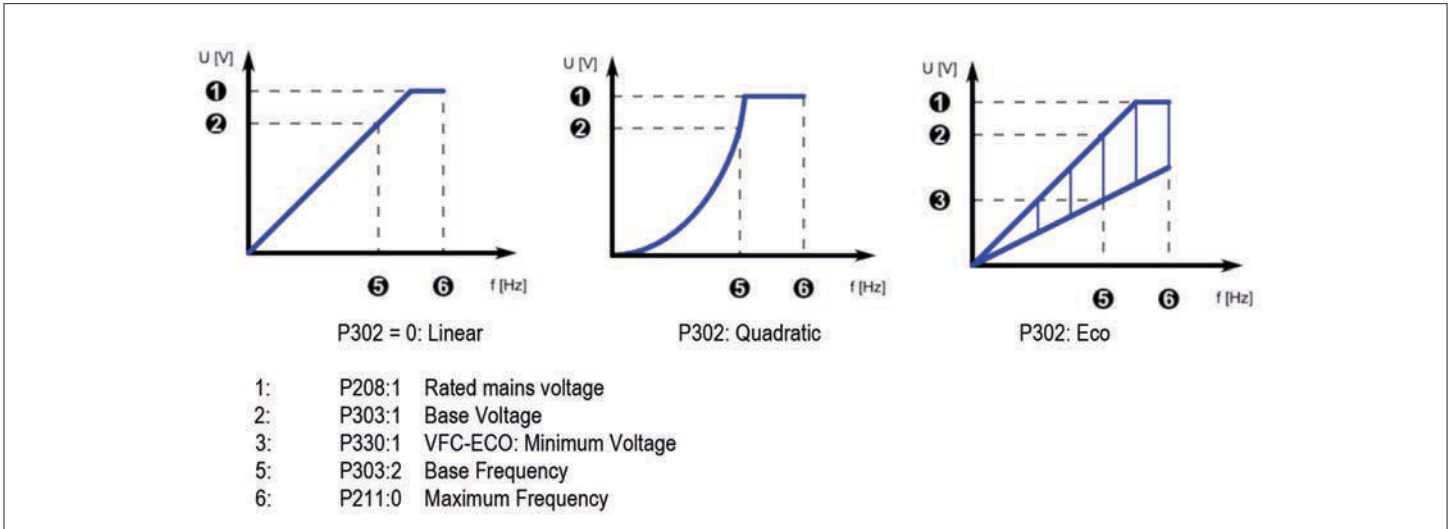 U [V]
❶
❷
❺ ❻ f [Hz]
P302 = 0: Linear
U [V]
❶
❷
❺ ❻ f [Hz]
P302: Quadratic
U [V]
❶
❷
❸
❺ ❻ f [Hz]
P302: Eco
1: P208:1 Rated mains voltage
2: P303:1 Base Voltage
3: P330:1 VFC-ECO: Minimum Voltage
5: P303:2 Base Frequency
6: P211:0 Maximum Frequency